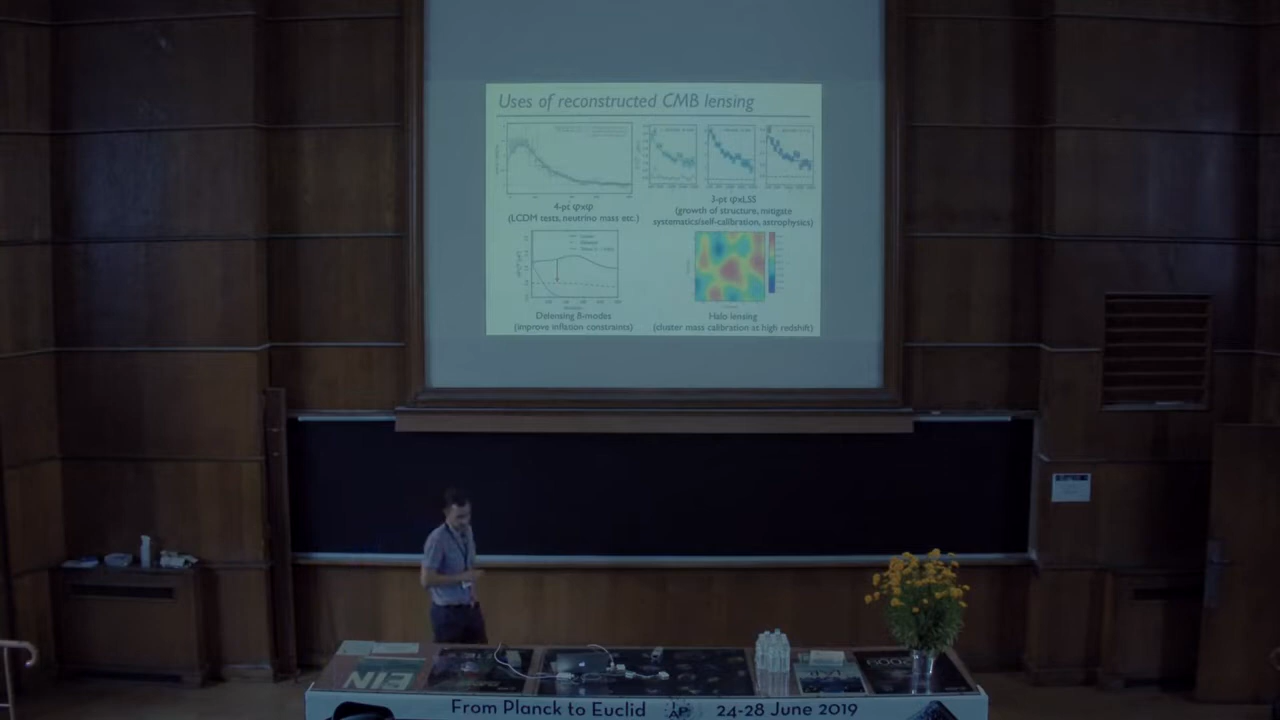 Uses of reconstructed CMB lensing
4-pt φxφ
(LCDM tests, neutrino mass etc.)
3-pt φxLSS
(growth of structure, mitigate
systematics/self-calibration, astrophysics)
Delensing B-modes
(improve inflation constraints)
Halo lensing
(cluster mass calibration at high redshift)
EIN
From Planck to Euclid IAP 24-28 June 2019